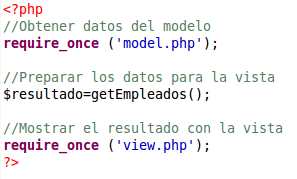 <?php
//Obtener datos del modelo
require_once ('model.php');
//Preparar los datos para la vista
$resultado=getEmpleados();
//Mostrar el resultado con la vista
require_once ('view.php');
?>